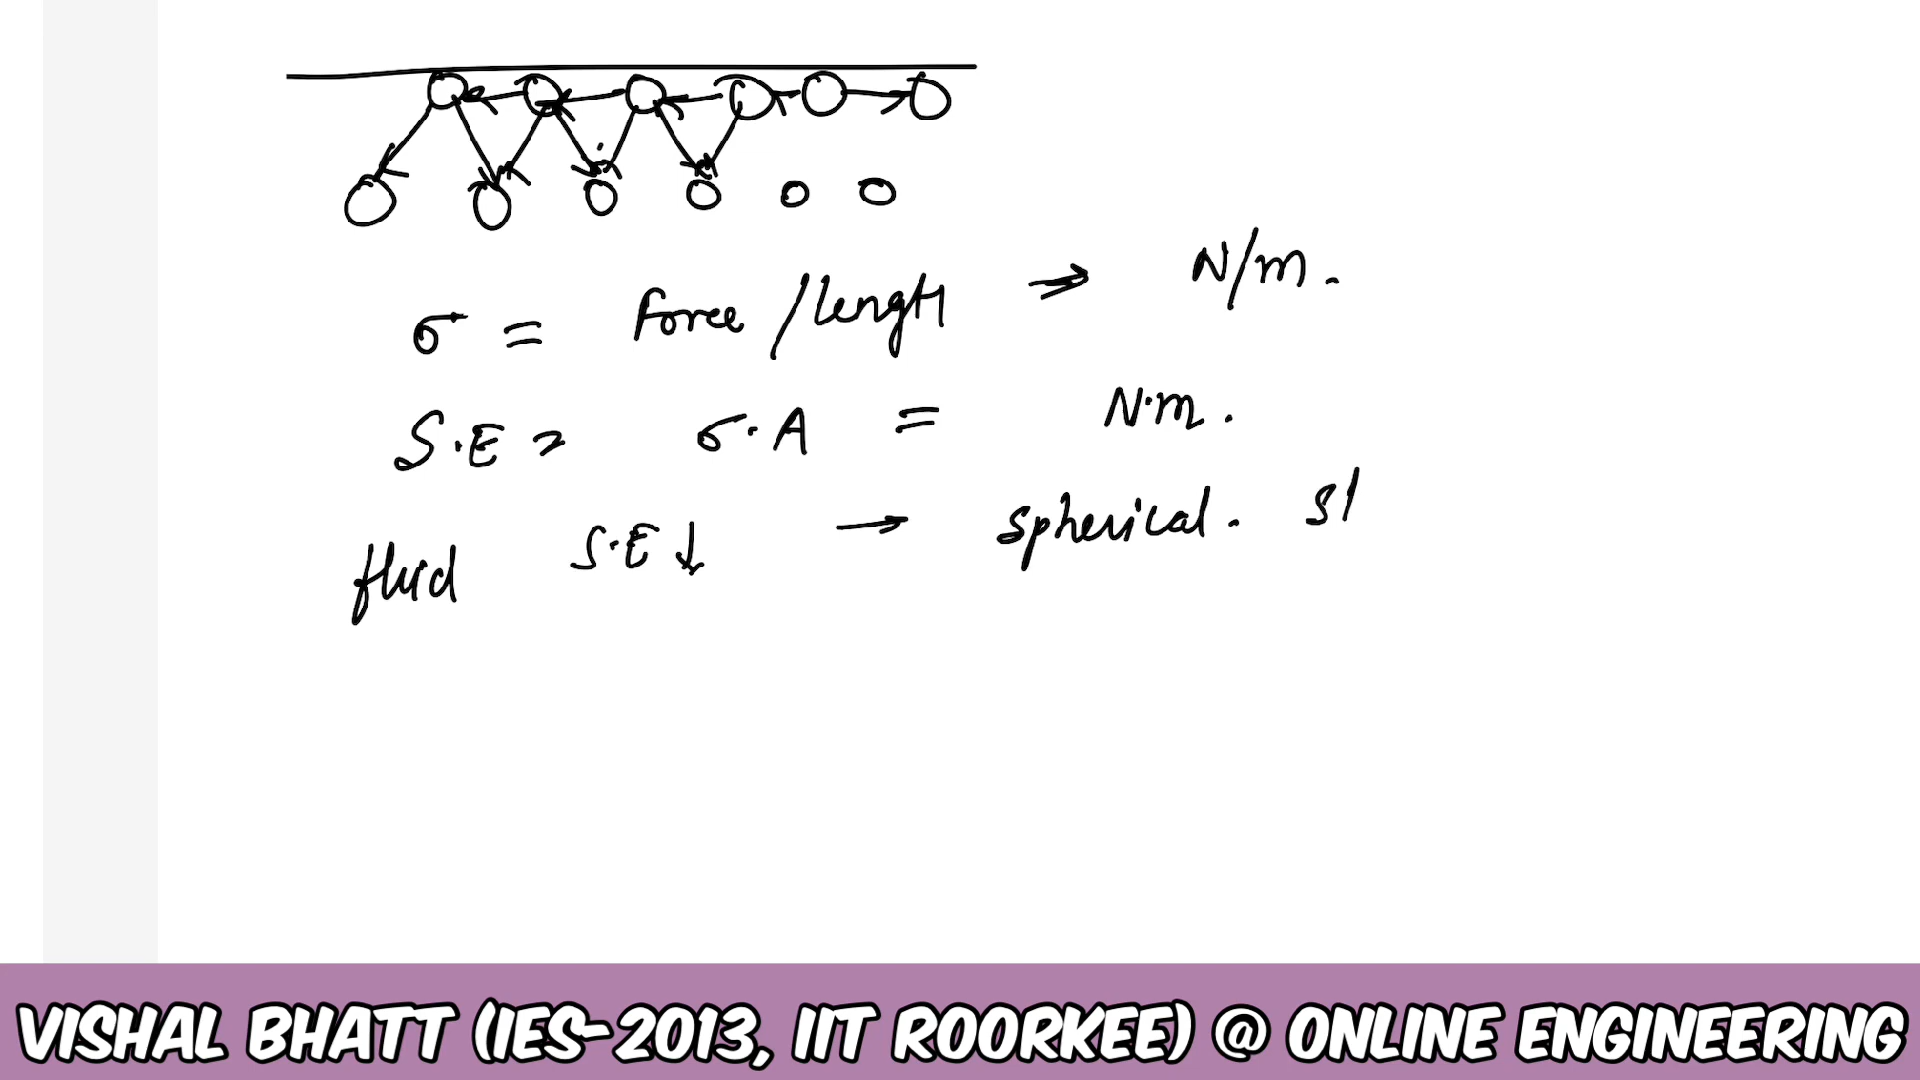 σ = force/length ⇒ N/m.
S.E = σ.A = N.m.
fluid S.E ↓ → spherical.
VISHAL BHATT (IES-2013, IIT ROORKEE) @ ONLINE ENGINEERING